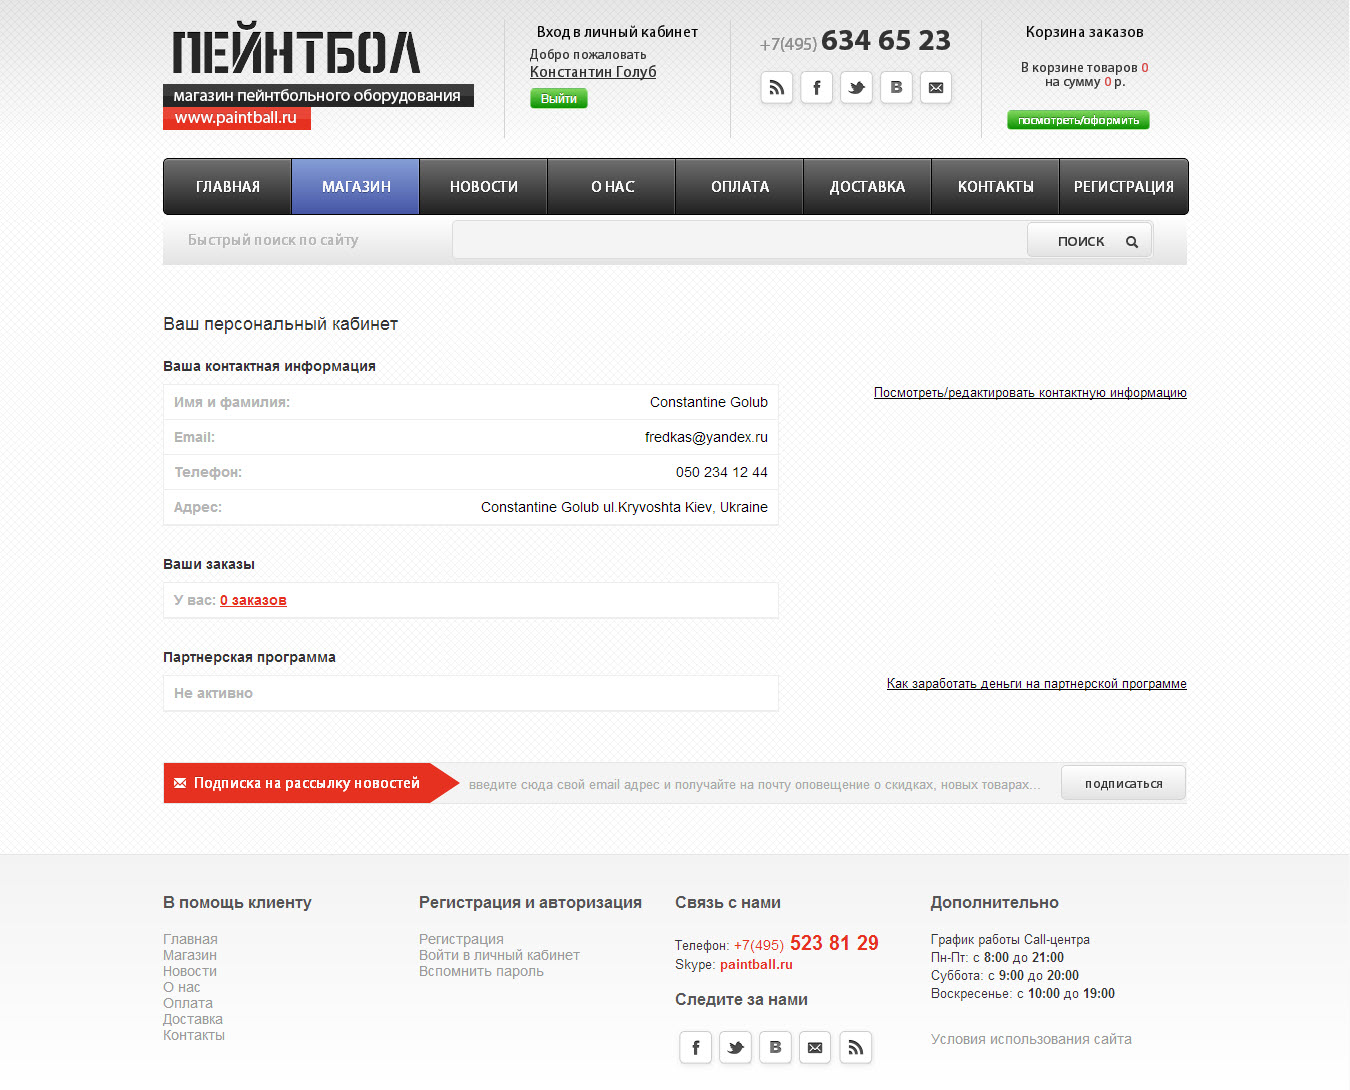 ПЕЙНТБОЛ
магазин пейнтбольного оборудования
www.paintball.ru
Вход в личный кабинет
Добро пожаловать
Константин Голуб
Выйти
+7(495) 634 65 23
Корзина заказов
В корзине товаров 0
на сумму 0 р.
посмотреть/оформить
ГЛАВНАЯ
МАГАЗИН
НОВОСТИ
О НАС
ОПЛАТА
ДОСТАВКА
КОНТАКТЫ
РЕГИСТРАЦИЯ
Быстрый поиск по сайту
ПОИСК
Ваш персональный кабинет
Ваша контактная информация
Имя и фамилия: Constantine Golub
Посмотреть/редактировать контактную информацию
Email: fredkas@yandex.ru
Телефон: 050 234 12 44
Адрес: Constantine Golub ul.Kryvoshta Kiev, Ukraine
Ваши заказы
У вас: 0 заказов
Партнерская программа
Не активно
Как заработать деньги на партнерской программе
Подписка на рассылку новостей
введите сюда свой email адрес и получайте на почту оповещение о скидках, новых товарах...
подписаться
В помощь клиенту
Главная
Магазин
Новости
О нас
Оплата
Доставка
Контакты
Регистрация и авторизация
Регистрация
Войти в личный кабинет
Вспомнить пароль
Связь с нами
Телефон: +7(495) 523 81 29
Skype: paintball.ru
Следите за нами
Дополнительно
График работы Call-центра
Пн-Пт: с 8:00 до 21:00
Суббота: с 9:00 до 20:00
Воскресенье: с 10:00 до 19:00
Условия использования сайта